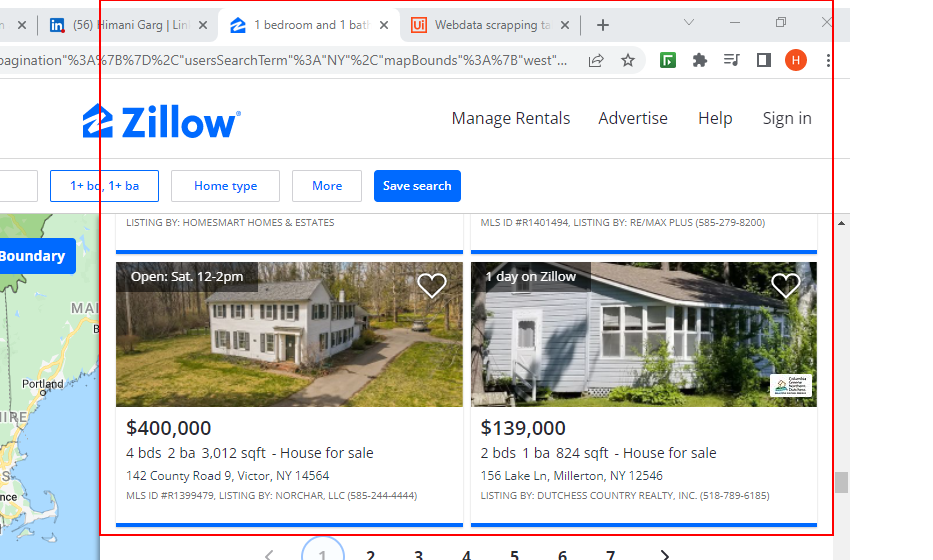 (56) Himani Garg | Lin
1 bedroom and 1 bat
Ui Webdata scrapping ta
pagination"%3A%7B%7D%2C"usersSearchTerm"%3A"NY"%2C"mapBounds"%3A%7B"west"...
H
Zillow
Manage Rentals Advertise Help Sign in
1+ bd, 1+ ba
Home type
More
Save search
Boundary
LISTING BY: HOMESMART HOMES & ESTATES
MLS ID #R1401494, LISTING BY: RE/MAX PLUS (585-279-8200)
Open: Sat. 12-2pm
$400,000
4 bds 2 ba 3,012 sqft - House for sale
142 County Road 9, Victor, NY 14564
MLS ID #R1399479, LISTING BY: NORCHAR, LLC (585-244-4444)
1 day on Zillow
$139,000
2 bds 1 ba 824 sqft - House for sale
156 Lake Ln, Millerton, NY 12546
LISTING BY: DUTCHESS COUNTRY REALTY, INC. (518-789-6185)
MAI
B
Portland
HIRE
S
nce
1 2 3 4 5 6 7